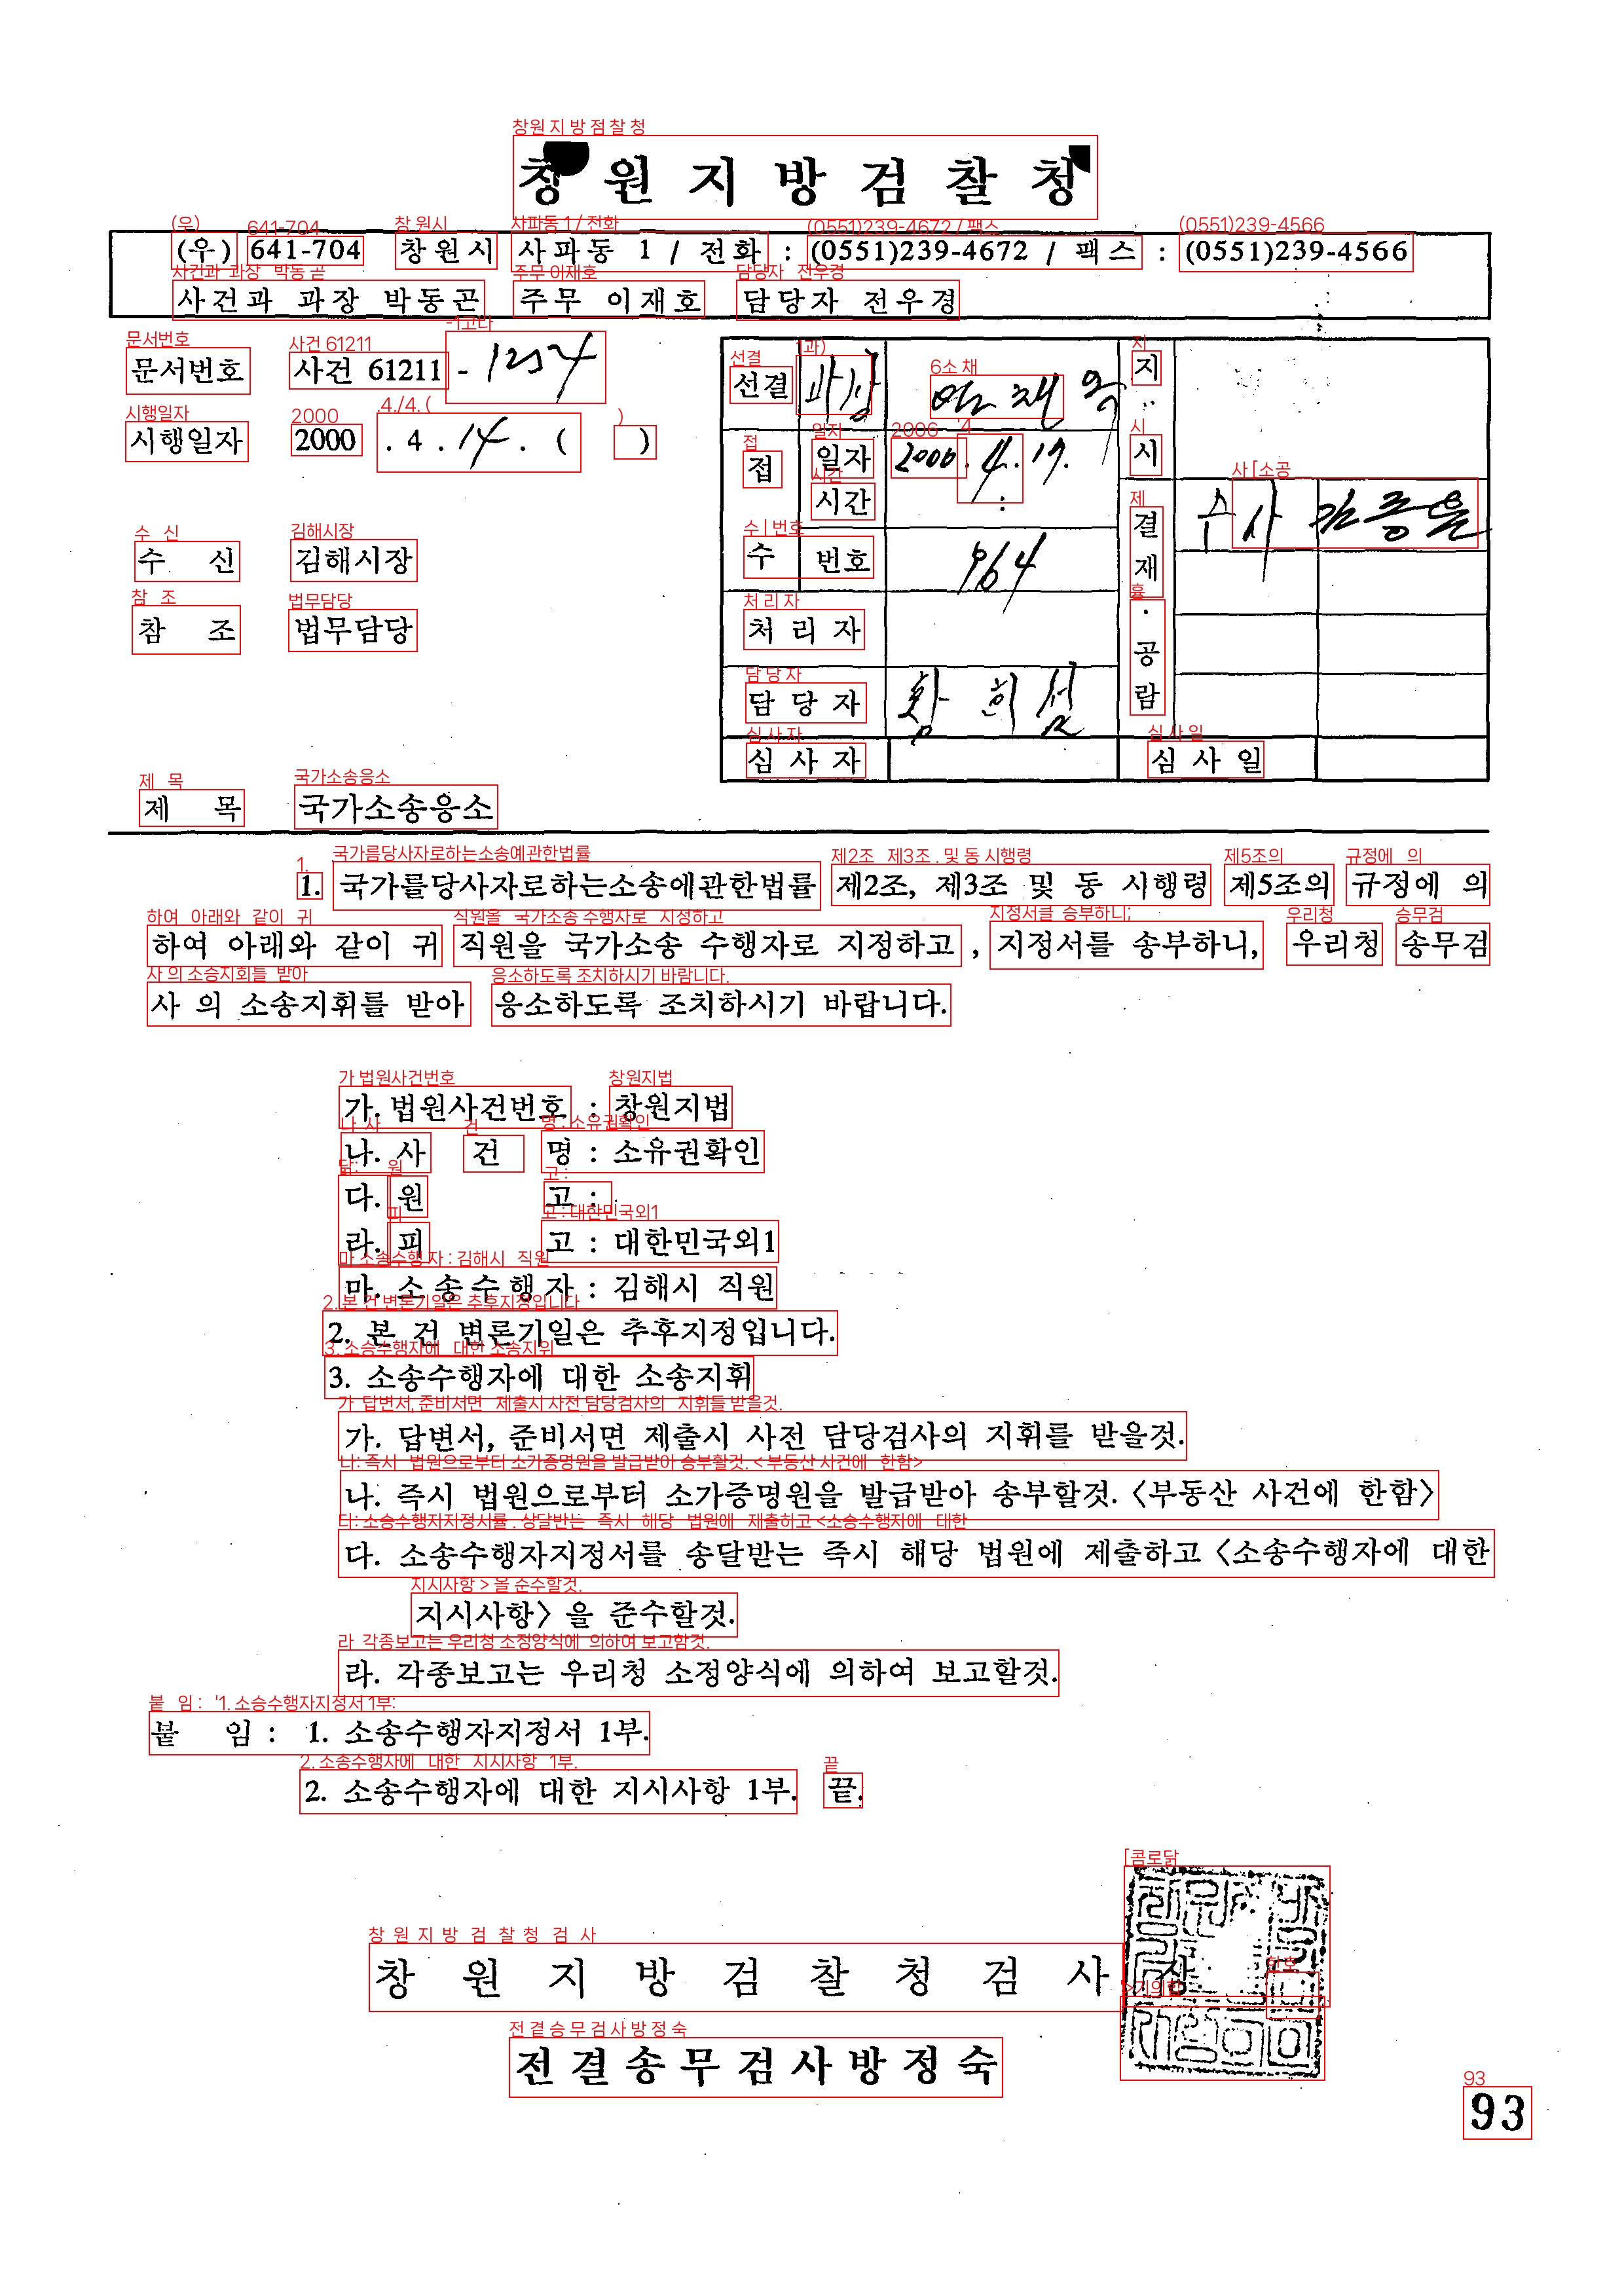 창원지방검찰청
(우) 641-704 창원시 사파동 1 / 전화 : (0551)239-4672 / 팩스 : (0551)239-4566
사건과 과장 박동곤 주무 이재호 담당자 전우경
문서번호 사건 61211 - 1254
시행일자 2000 . 4 . 14 . ( )
수 신 김해시장
참 조 법무담당
선결 과장 지시
접수 일자 2000 . 4 . 17 .
시간 :
번호 964
결재·공람
처리자
담당자
심사자 심사일
제 목 국가소송응소
1. 국가를당사자로하는소송에관한법률 제2조, 제3조 및 동 시행령 제5조의 규정에 의
하여 아래와 같이 귀 직원을 국가소송 수행자로 지정하고 , 지정서를 송부하니, 우리청 송무검
사 의 소송지휘를 받아 응소하도록 조치하시기 바랍니다.
가. 법원사건번호 : 창원지법
나. 사 건 명 : 소유권확인
다. 원 고 :
라. 피 고 : 대한민국외1
마. 소송수행자 : 김해시 직원
2. 본 건 변론기일은 추후지정입니다.
3. 소송수행자에 대한 소송지휘
가. 답변서, 준비서면 제출시 사전 담당검사의 지휘를 받을것.
나. 즉시 법원으로부터 소가증명원을 발급받아 송부할것. <부동산 사건에 한함>
다. 소송수행자지정서를 송달받는 즉시 해당 법원에 제출하고 <소송수행자에 대한
지시사항> 을 준수할것.
라. 각종보고는 우리청 소정양식에 의하여 보고할것.
붙 임 : 1. 소송수행자지정서 1부.
2. 소송수행자에 대한 지시사항 1부. 끝.
창원지방검찰청검사장
전결송무검사방정숙
93